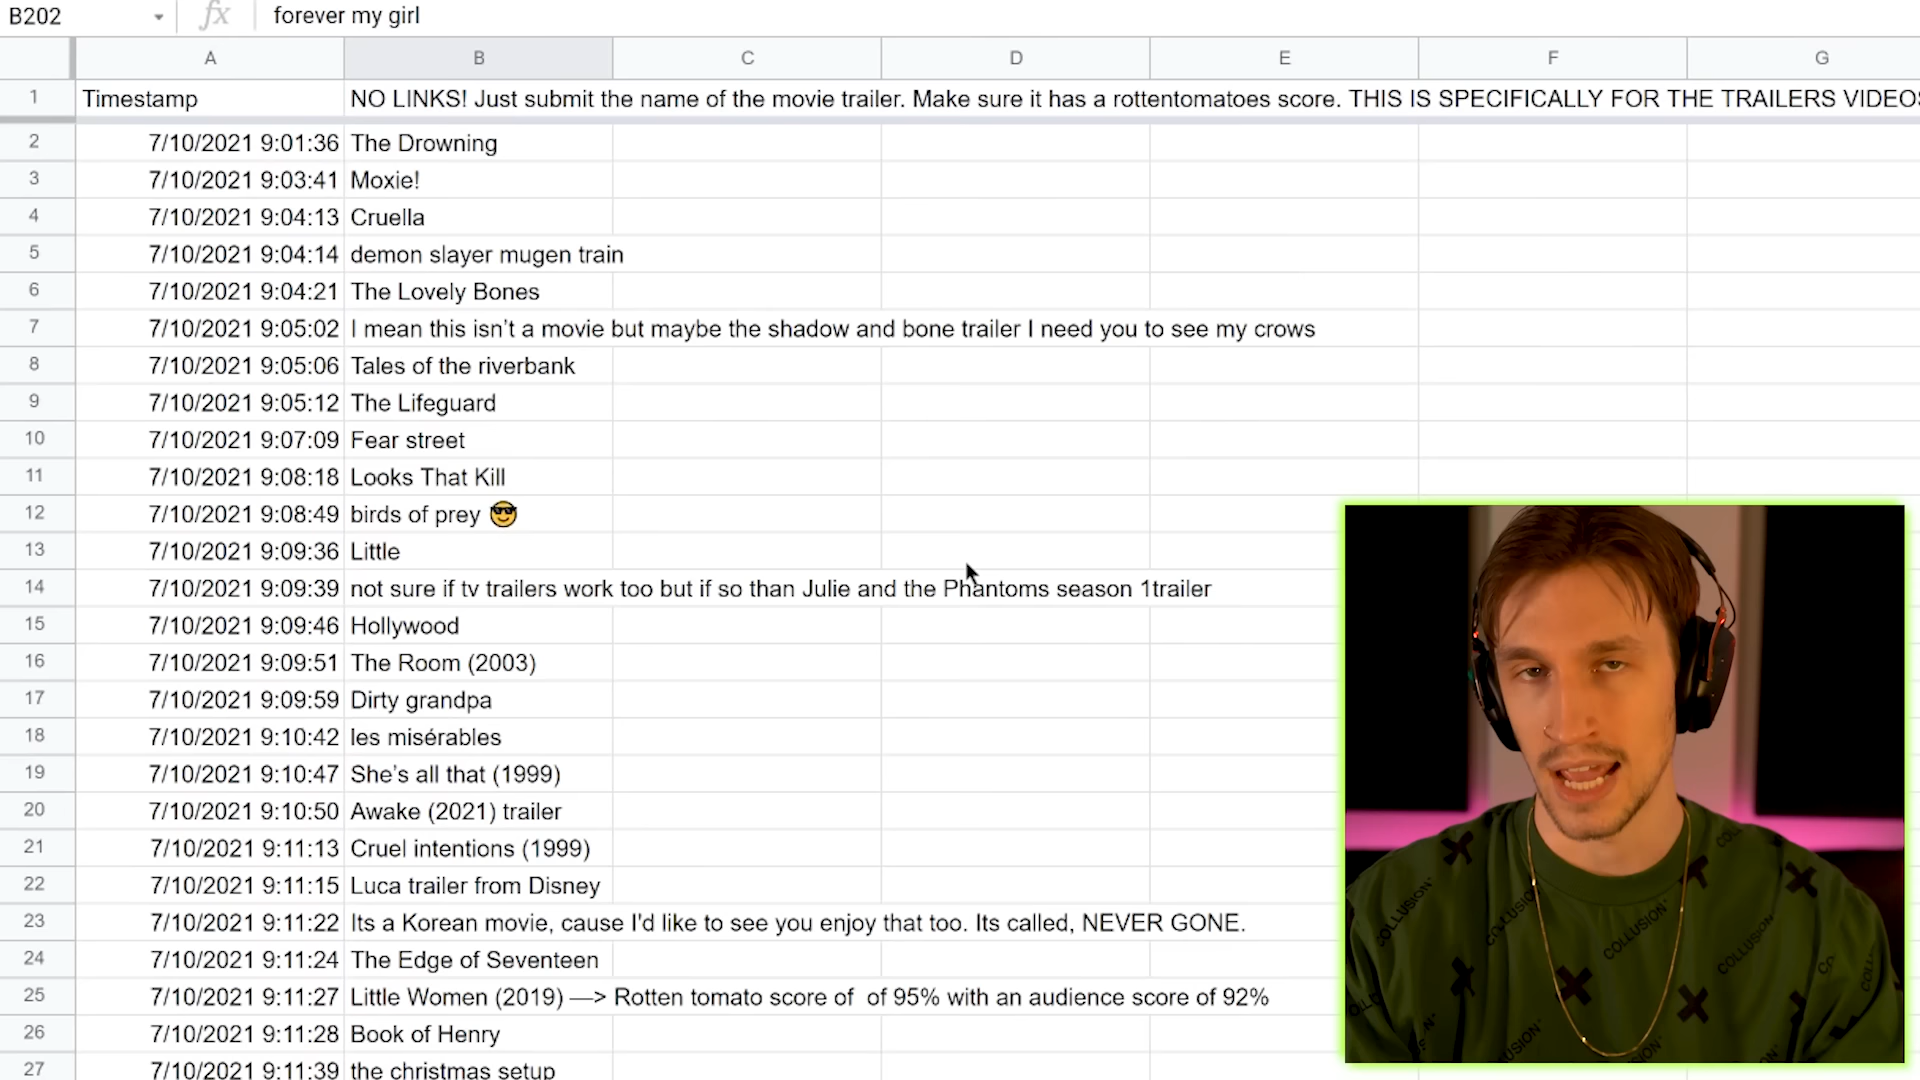 B202 fx forever my girl
A B C D E F G
1 Timestamp NO LINKS! Just submit the name of the movie trailer. Make sure it has a rottentomatoes score. THIS IS SPECIFICALLY FOR THE TRAILERS VIDEOS
2 7/10/2021 9:01:36 The Drowning
3 7/10/2021 9:03:41 Moxie!
4 7/10/2021 9:04:13 Cruella
5 7/10/2021 9:04:14 demon slayer mugen train
6 7/10/2021 9:04:21 The Lovely Bones
7 7/10/2021 9:05:02 I mean this isn’t a movie but maybe the shadow and bone trailer I need you to see my crows
8 7/10/2021 9:05:06 Tales of the riverbank
9 7/10/2021 9:05:12 The Lifeguard
10 7/10/2021 9:07:09 Fear street
11 7/10/2021 9:08:18 Looks That Kill
12 7/10/2021 9:08:49 birds of prey 😎
13 7/10/2021 9:09:36 Little
14 7/10/2021 9:09:39 not sure if tv trailers work too but if so than Julie and the Phantoms season 1trailer
15 7/10/2021 9:09:46 Hollywood
16 7/10/2021 9:09:51 The Room (2003)
17 7/10/2021 9:09:59 Dirty grandpa
18 7/10/2021 9:10:42 les misérables
19 7/10/2021 9:10:47 She’s all that (1999)
20 7/10/2021 9:10:50 Awake (2021) trailer
21 7/10/2021 9:11:13 Cruel intentions (1999)
22 7/10/2021 9:11:15 Luca trailer from Disney
23 7/10/2021 9:11:22 Its a Korean movie, cause I'd like to see you enjoy that too. Its called, NEVER GONE.
24 7/10/2021 9:11:24 The Edge of Seventeen
25 7/10/2021 9:11:27 Little Women (2019) —> Rotten tomato score of  of 95% with an audience score of 92%
26 7/10/2021 9:11:28 Book of Henry
27 7/10/2021 9:11:39 the christmas setup
COLLUSION
COLLUSION
COLLUSION
COLLUSION